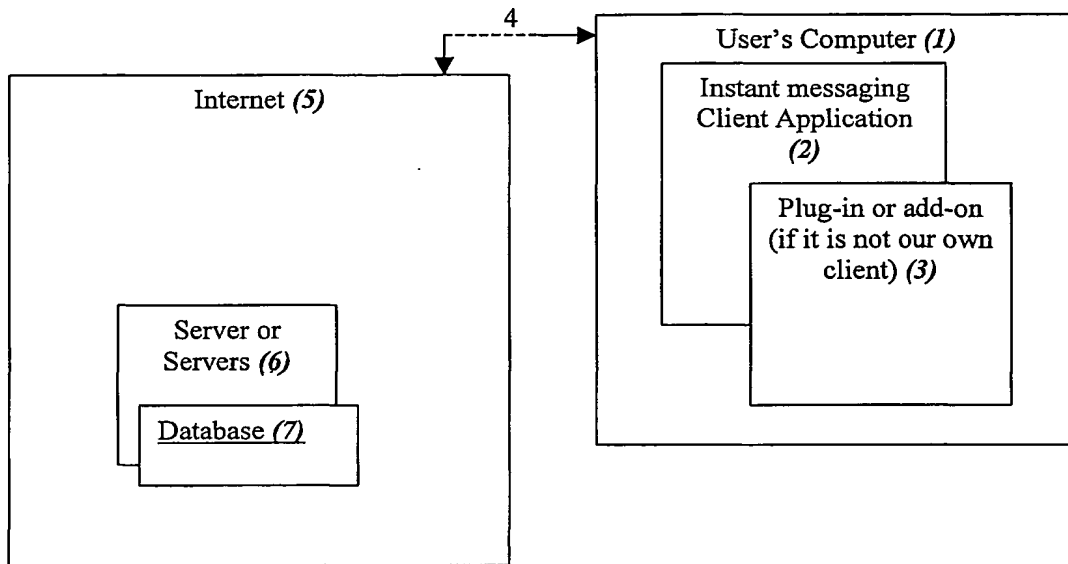 4
User's Computer (1)
Instant messaging
Client Application
(2)
Plug-in or add-on
(if it is not our own
client) (3)
Internet (5)
Server or
Servers (6)
Database (7)